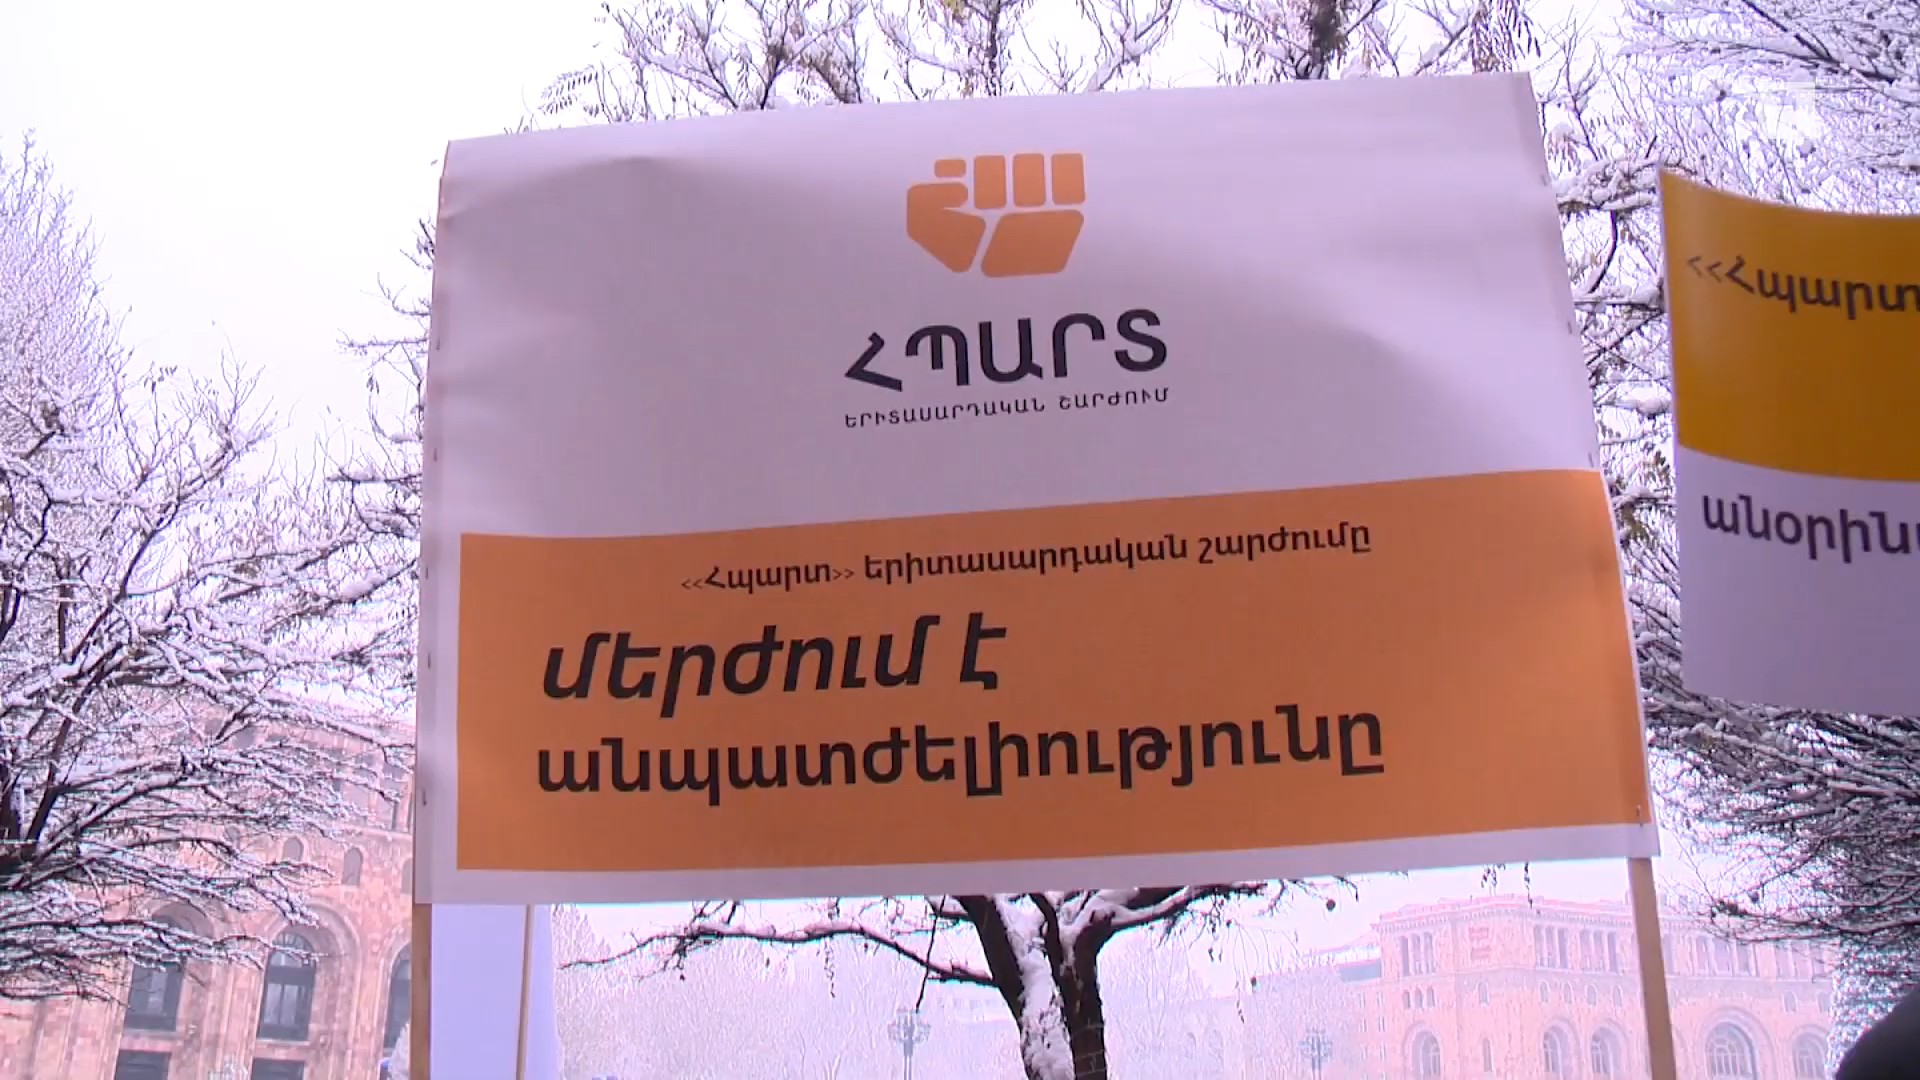 ՀՊԱՐՏ
ԵՐԻՏԱՍԱՐԴԱԿԱՆ ՇԱՐԺՈՒՄ
<<Հպարտ>> երիտասարդական շարժումը
մերժում է
անպատժելիությունը
<<Հպարտ
անօրին